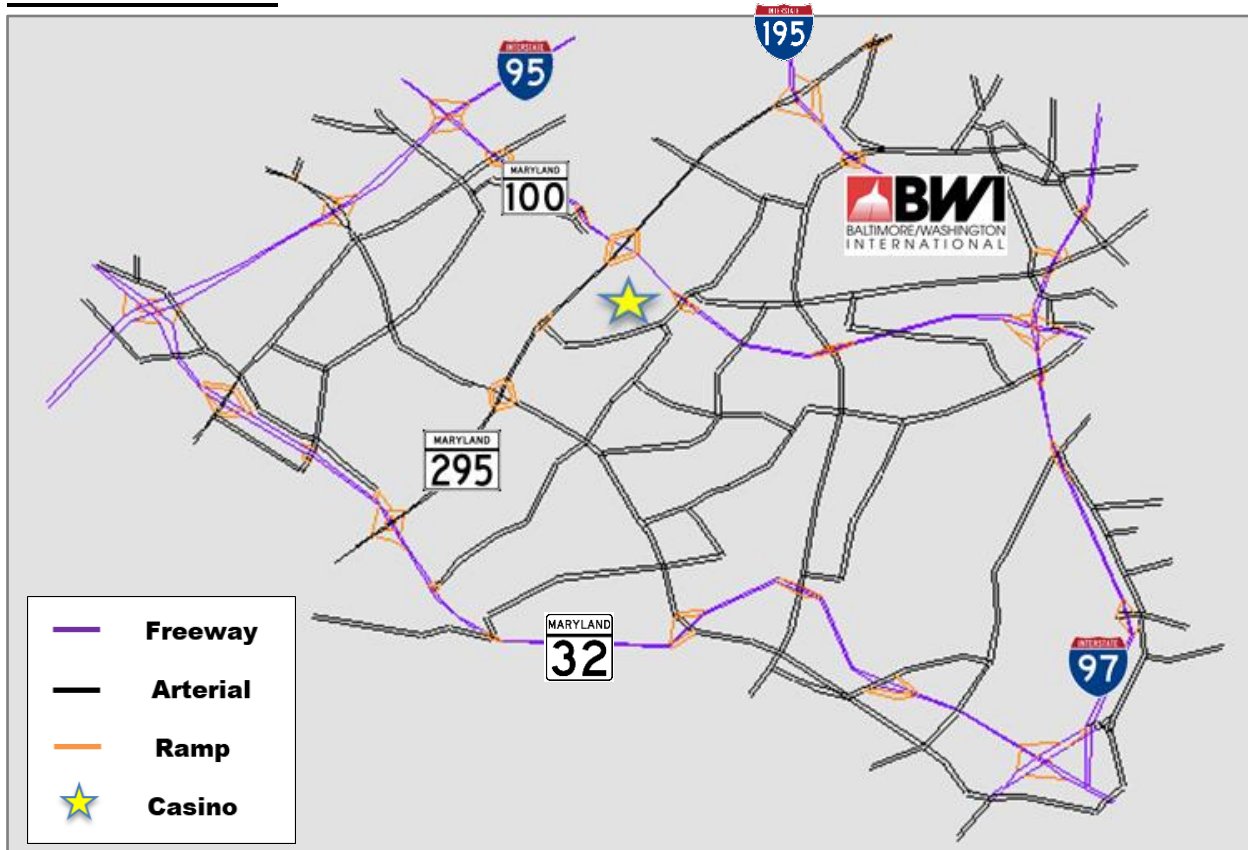 INTERSTATE
195
INTERSTATE
95
MARYLAND
100
BWI
BALTIMORE/WASHINGTON
INTERNATIONAL
MARYLAND
295
MARYLAND
32
INTERSTATE
97
Freeway
Arterial
Ramp
Casino